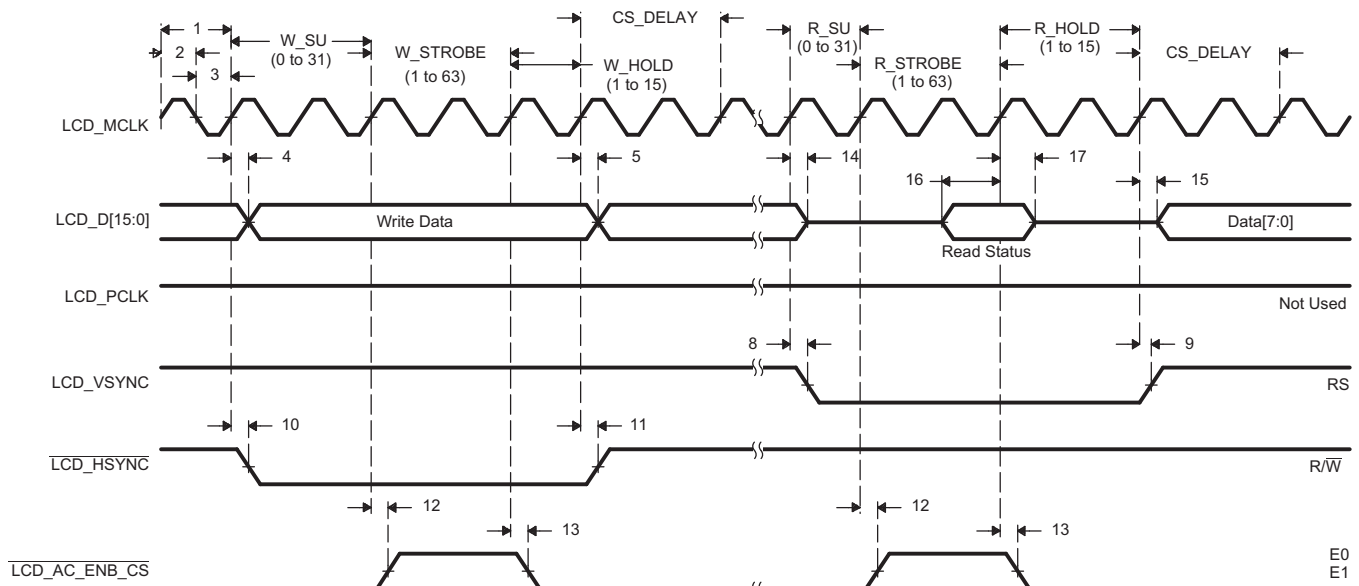 1
CS_DELAY
R_SU
(0 to 31)
R_HOLD
(1 to 15)
2
W_SU
(0 to 31)
W_STROBE
(1 to 63)
W_HOLD
(1 to 15)
R_STROBE
(1 to 63)
CS_DELAY
3
LCD_MCLK
4
5
14
17
16
15
LCD_D[15:0]
Write Data
Read Status
Data[7:0]
LCD_PCLK
Not Used
8
9
LCD_VSYNC
RS
10
11
LCD_HSYNC
R/W
12
13
12
13
LCD_AC_ENB_CS
E0
E1